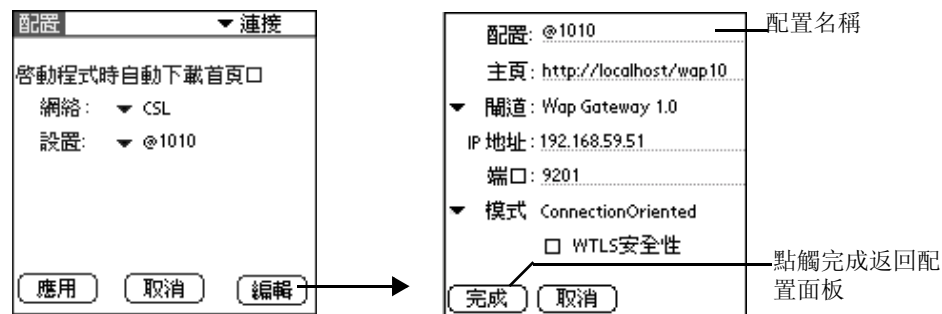 配置
連接
啓動程式時自動下載首頁
網絡: CSL
設置: @1010
應用
取消
編輯
配置: @1010
主頁: http://localhost/wap10
閘道: Wap Gateway 1.0
IP 地址: 192.168.59.51
端口: 9201
模式 ConnectionOriented
WTLS安全性
完成
取消
配置名稱
點觸完成返回配
置面板